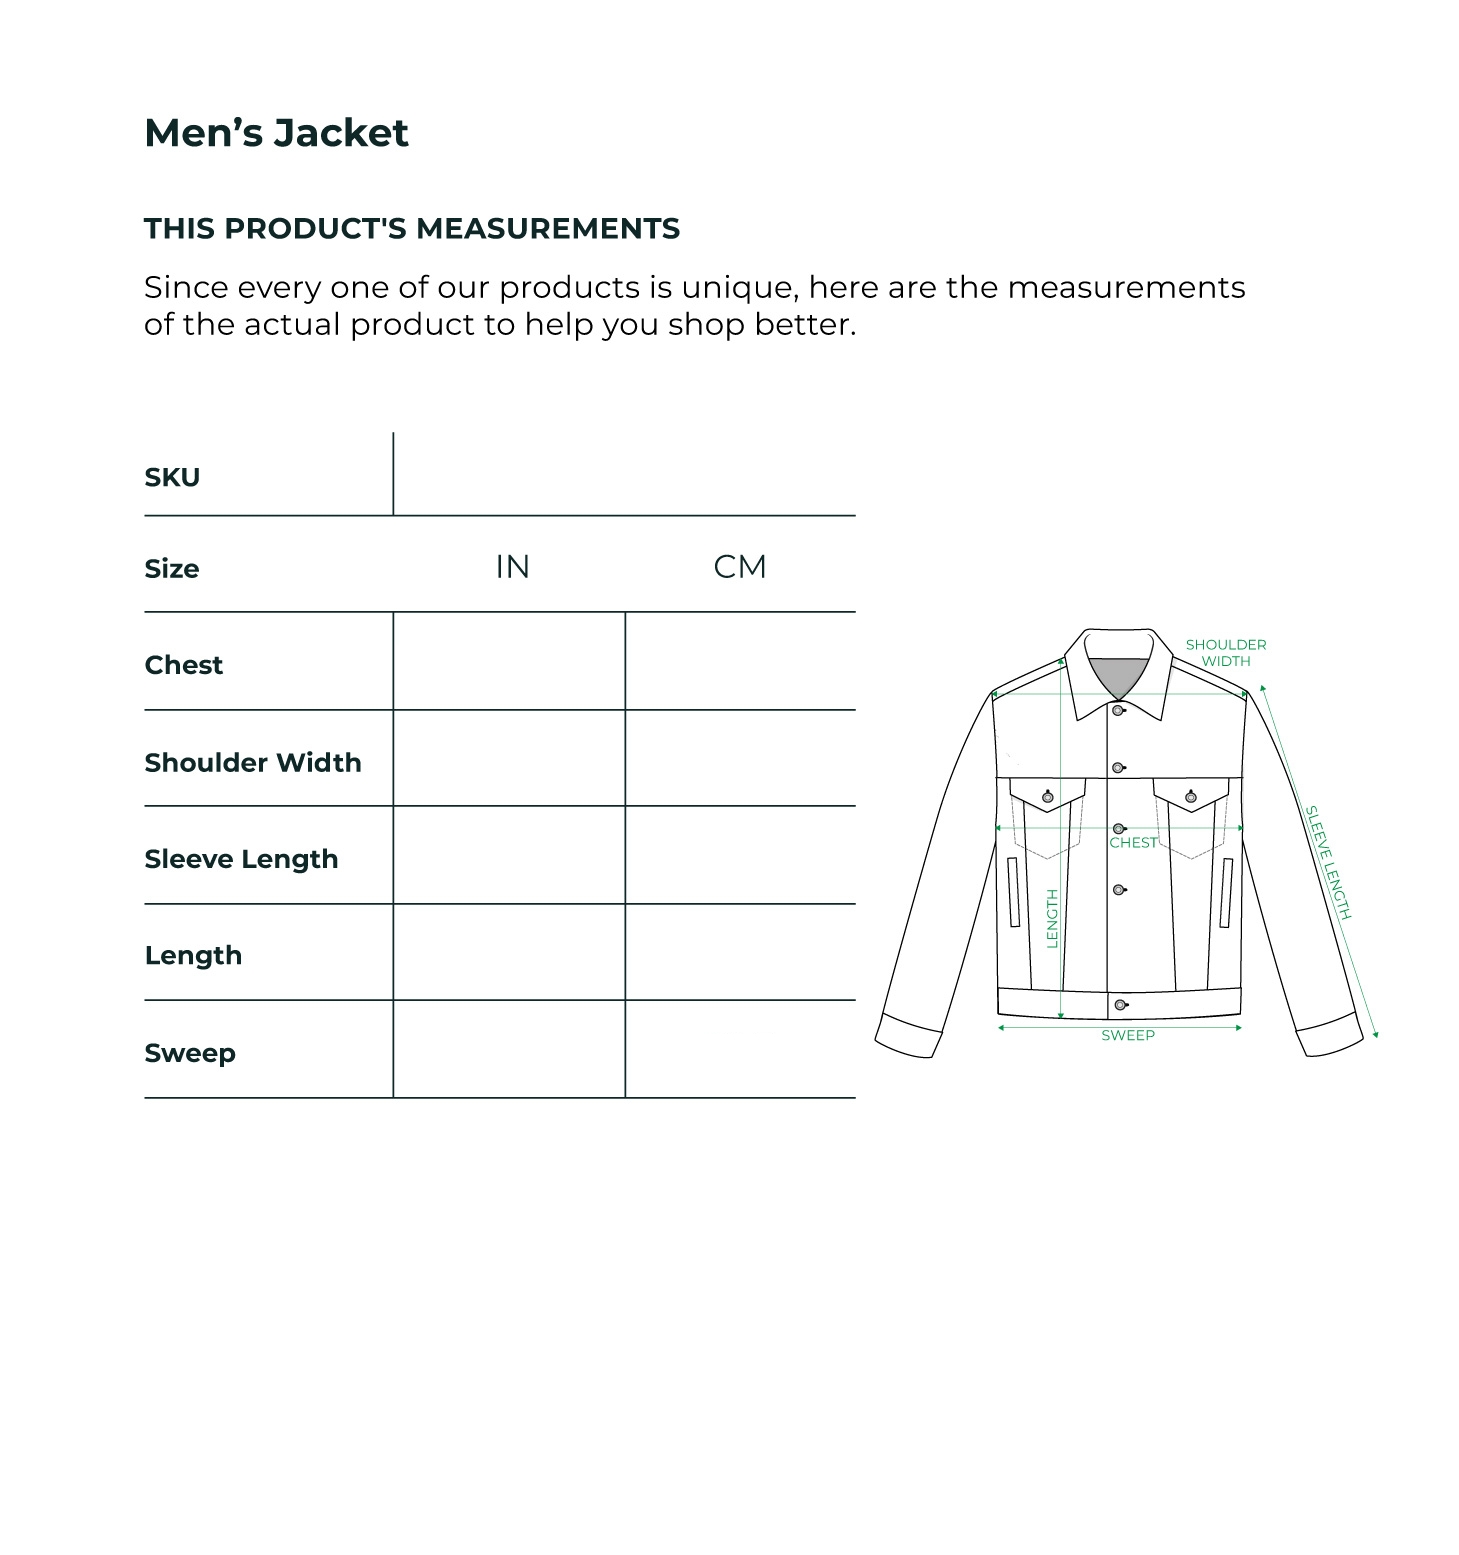 Men’s Jacket
THIS PRODUCT'S MEASUREMENTS
Since every one of our products is unique, here are the measurements
of the actual product to help you shop better.
SKU
Size IN CM
Chest
Shoulder Width
Sleeve Length
Length
Sweep
SHOULDER
WIDTH
CHEST
SLEEVE LENGTH
LENGTH
SWEEP